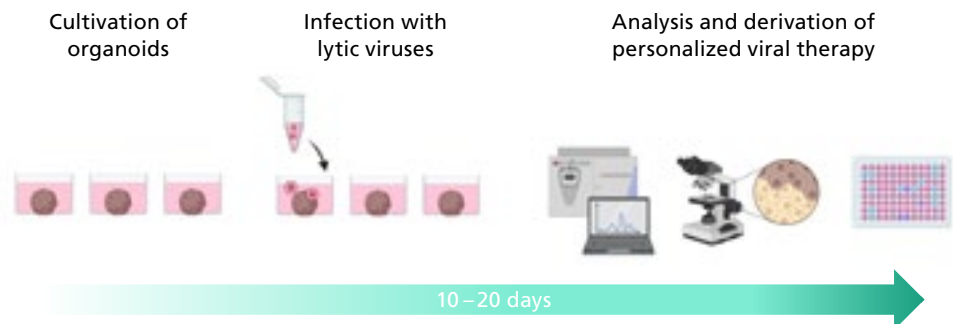 Cultivation of
organoids
Infection with
lytic viruses
Analysis and derivation of
personalized viral therapy
10–20 days